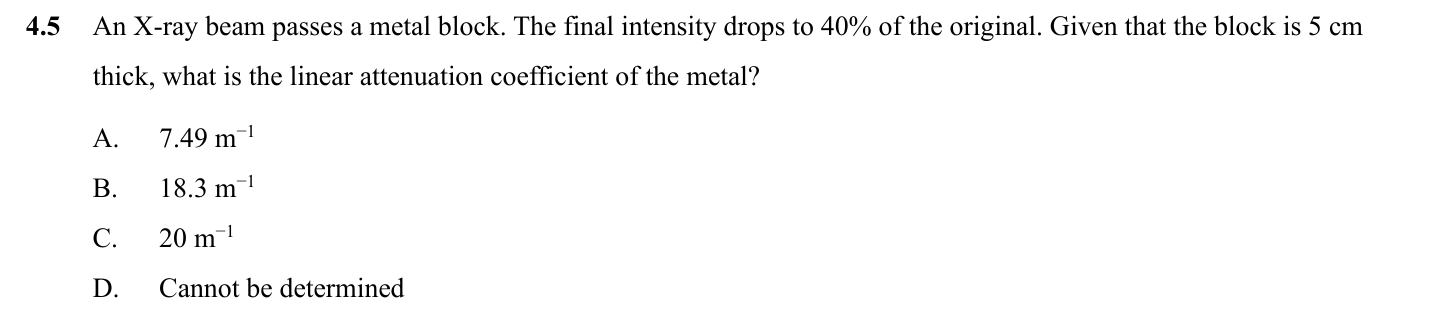 4.5 An X-ray beam passes a metal block. The final intensity drops to 40% of the original. Given that the block is 5 cm
thick, what is the linear attenuation coefficient of the metal?
A. 7.49 m⁻¹
B. 18.3 m⁻¹
C. 20 m⁻¹
D. Cannot be determined